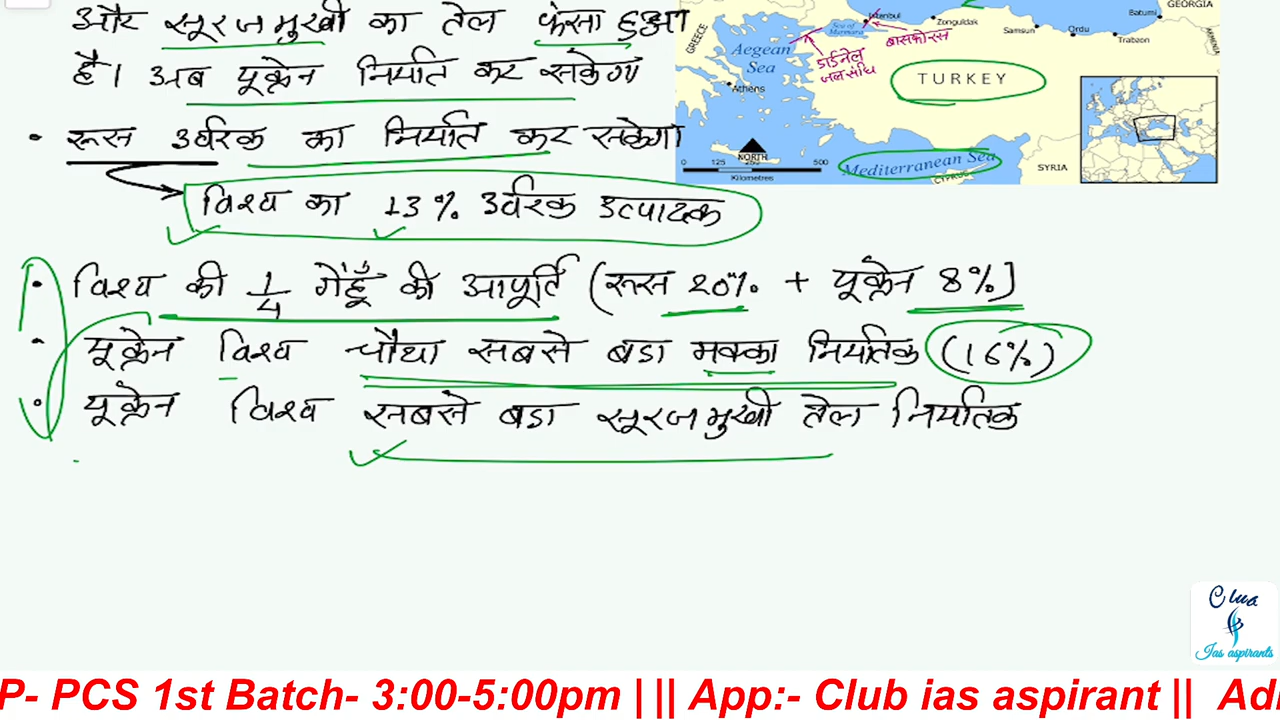 और सूरजमुखी का तेल फंसा हुआ
है। अब यूक्रेन निर्यात कर सकेगा
• रूस उर्वरक का निर्यात कर सकेगा
विश्व का 13% उर्वरक उत्पादक
• विश्व की 1/4 गेहूँ की आपूर्ति (रूस 20% + यूक्रेन 8%)
• यूक्रेन विश्व चौथा सबसे बडा मक्का निर्यातक (16%)
• यूक्रेन विश्व सबसे बडा सूरजमुखी तेल निर्यातक
GEORGIA
Istanbul
Zonguldak
Batumi
Samsun
Ordu
Trabzon
ARMENIA
GREECE
Sea of Marmara
बासफोरस
Aegean Sea
डार्डनेल जलसंधि
TURKEY
Athens
NORTH
0 125 250 500
Kilometres
Mediterranean Sea
CYPRUS
SYRIA
Club
Ias aspirants
P- PCS 1st Batch- 3:00-5:00pm | || App:- Club ias aspirant ||